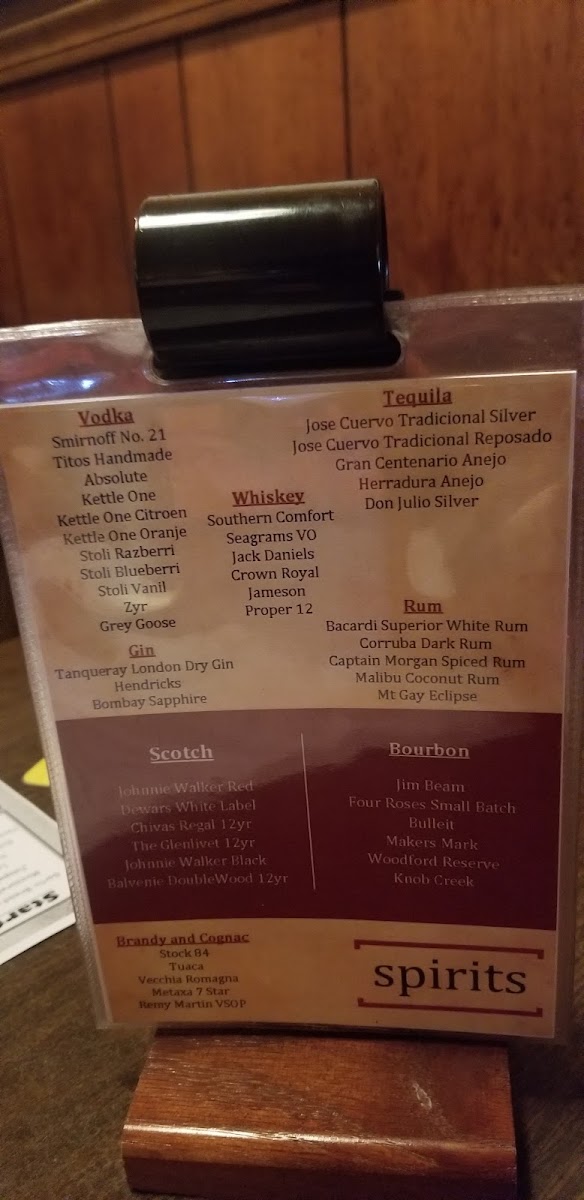 Vodka
Smirnoff No. 21
Titos Handmade
Absolute
Kettle One
Kettle One Citroen
Kettle One Oranje
Stoli Razberri
Stoli Blueberri
Stoli Vanil
Zyr
Grey Goose
Gin
Tanqueray London Dry Gin
Hendricks
Bombay Sapphire
Whiskey
Southern Comfort
Seagrams VO
Jack Daniels
Crown Royal
Jameson
Proper 12
Tequila
Jose Cuervo Tradicional Silver
Jose Cuervo Tradicional Reposado
Gran Centenario Anejo
Herradura Anejo
Don Julio Silver
Rum
Bacardi Superior White Rum
Corruba Dark Rum
Captain Morgan Spiced Rum
Malibu Coconut Rum
Mt Gay Eclipse
Scotch
Johnnie Walker Red
Dewars White Label
Chivas Regal 12yr
The Glenlivet 12yr
Johnnie Walker Black
Balvenie DoubleWood 12yr
Bourbon
Jim Beam
Four Roses Small Batch
Bulleit
Makers Mark
Woodford Reserve
Knob Creek
Brandy and Cognac
Stock 84
Tuaca
Vecchia Romagna
Metaxa 7 Star
Remy Martin VSOP
spirits